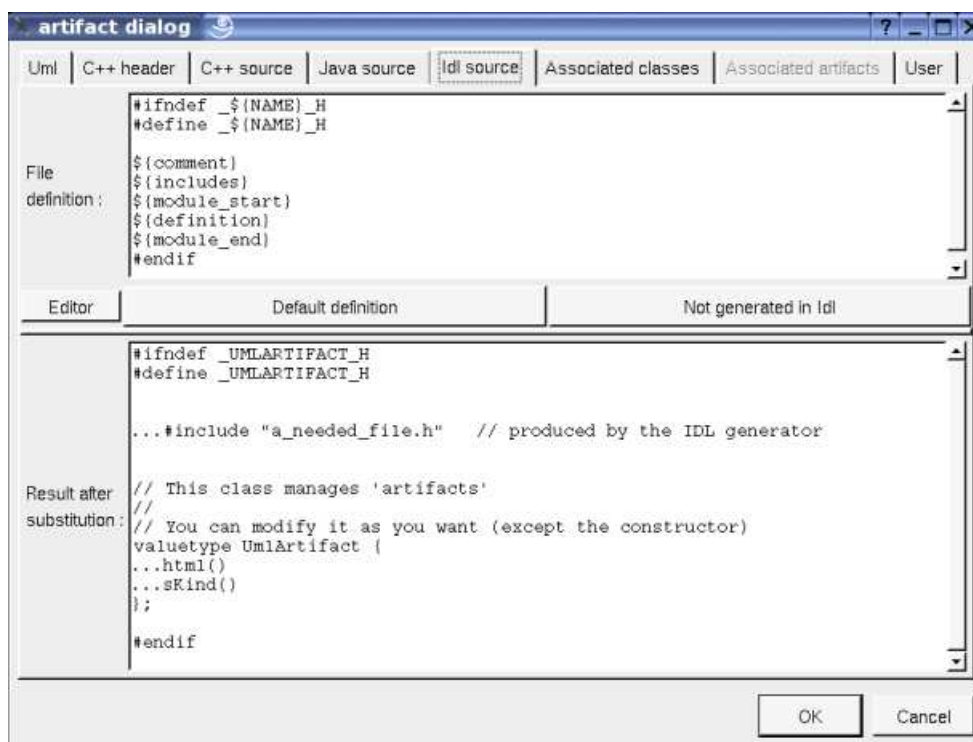 artifact dialog
?
Uml
C++ header
C++ source
Java source
Idl source
Associated classes
Associated artifacts
User
File
definition :
#ifndef _${NAME}_H
#define _${NAME}_H
${comment}
${includes}
${module_start}
${definition}
${module_end}
#endif
Editor
Default definition
Not generated in Idl
Result after
substitution :
#ifndef _UMLARTIFACT_H
#define _UMLARTIFACT_H
...#include "a_needed_file.h"   // produced by the IDL generator
// This class manages 'artifacts'
//
// You can modify it as you want (except the constructor)
valuetype UmlArtifact {
...html()
...sKind()
};
#endif
OK
Cancel